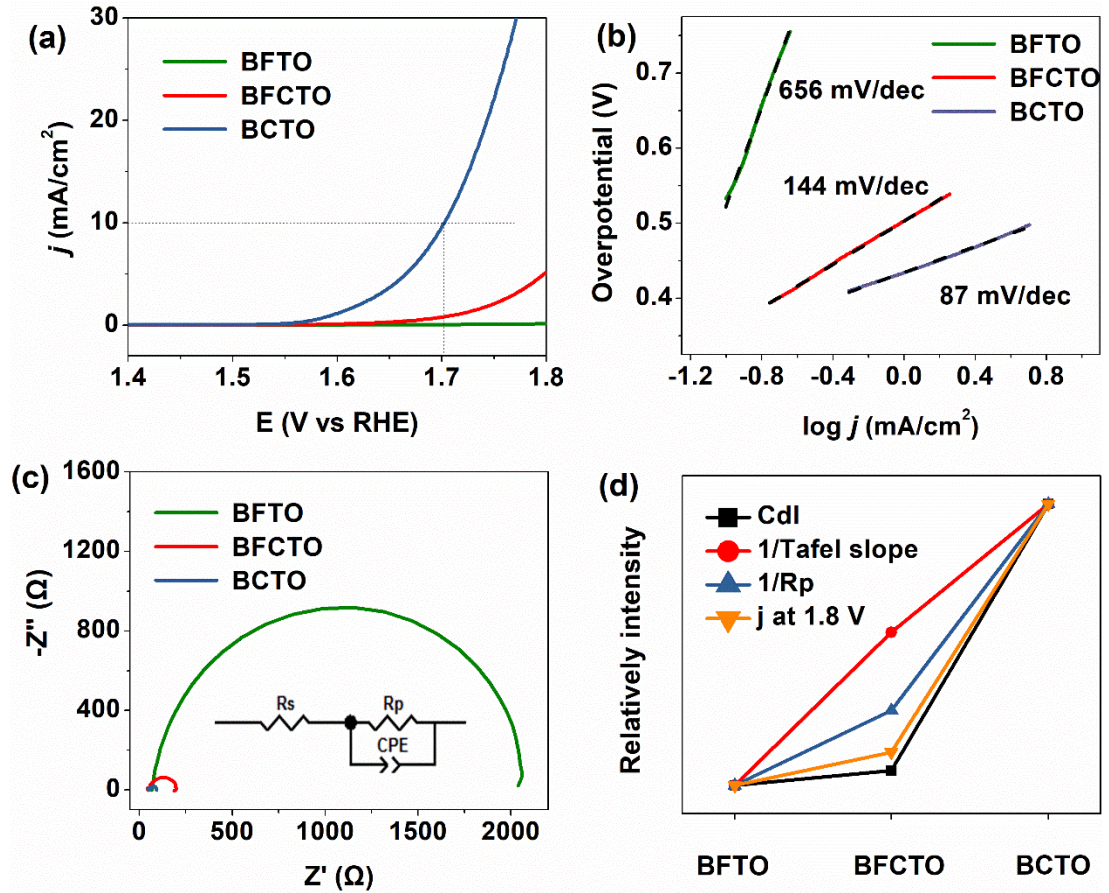 (a)
BFTO
BFCTO
BCTO
30
20
10
0
j (mA/cm²)
1.4 1.5 1.6 1.7 1.8
E (V vs RHE)
(b)
BFTO
BFCTO
BCTO
656 mV/dec
144 mV/dec
87 mV/dec
0.7
0.6
0.5
0.4
Overpotential (V)
-1.2 -0.8 -0.4 0.0 0.4 0.8
log j (mA/cm²)
(c)
BFTO
BFCTO
BCTO
1600
1200
800
400
0
-Z'' (Ω)
Rs Rp
CPE
0 500 1000 1500 2000
Z' (Ω)
(d)
Cdl
1/Tafel slope
1/Rp
j at 1.8 V
Relatively intensity
BFTO BFCTO BCTO